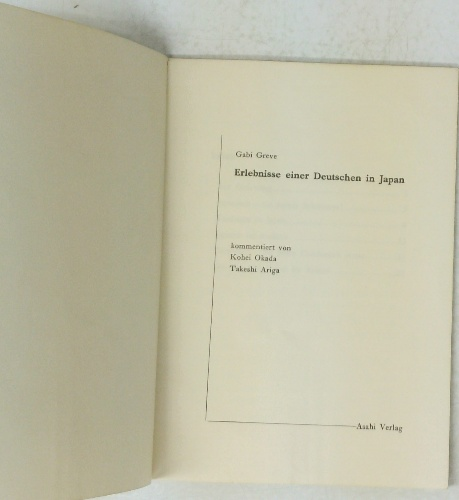 Gabi Greve
Erlebnisse einer Deutschen in Japan
kommentiert von
Kohei Okada
Takeshi Ariga
Asahi Verlag